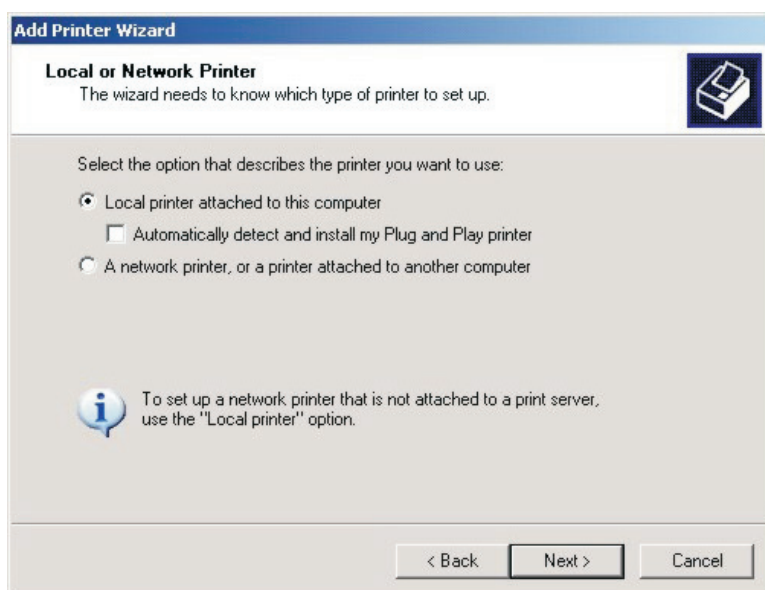 Add Printer Wizard
Local or Network Printer
The wizard needs to know which type of printer to set up.
Select the option that describes the printer you want to use:
Local printer attached to this computer
Automatically detect and install my Plug and Play printer
A network printer, or a printer attached to another computer
To set up a network printer that is not attached to a print server,
use the "Local printer" option.
< Back Next > Cancel